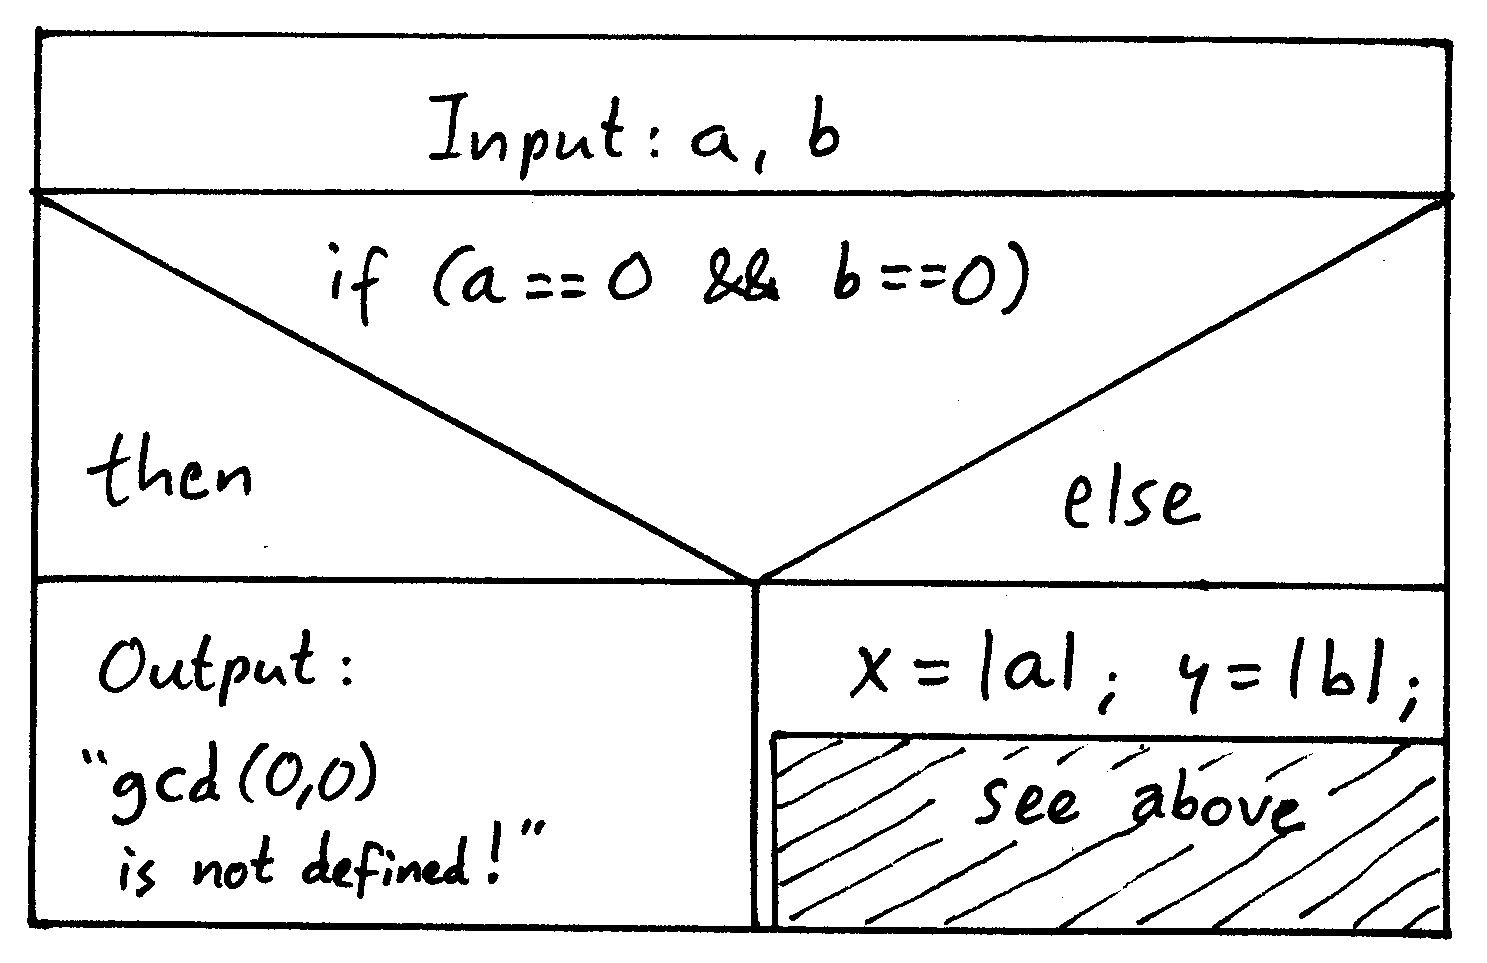 Input: a, b
if (a == 0 && b == 0)
then
else
Output:
"gcd(0,0)
is not defined!"
x = |a|; y = |b|;
see above